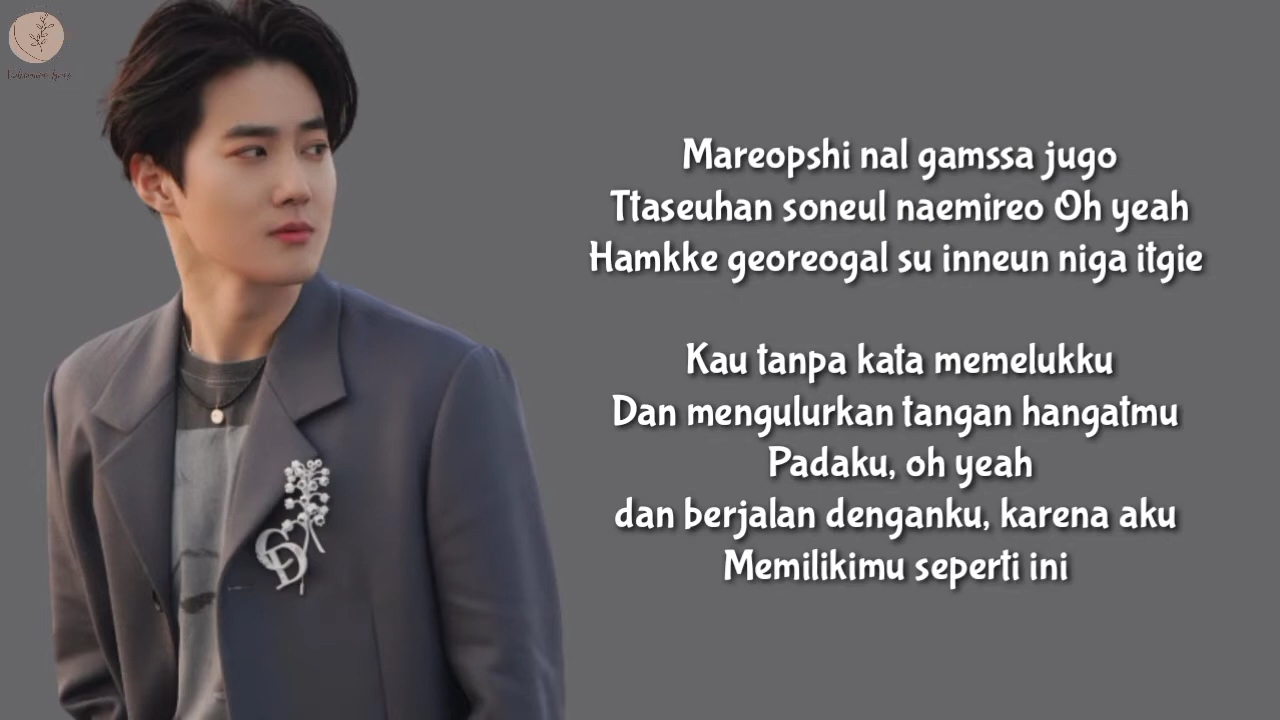 Mareopshi nal gamssa jugo
Ttaseuhan soneul naemireo Oh yeah
Hamkke georeogal su inneun niga itgie
Kau tanpa kata memelukku
Dan mengulurkan tangan hangatmu
Padaku, oh yeah
dan berjalan denganku, karena aku
Memilikimu seperti ini
CD